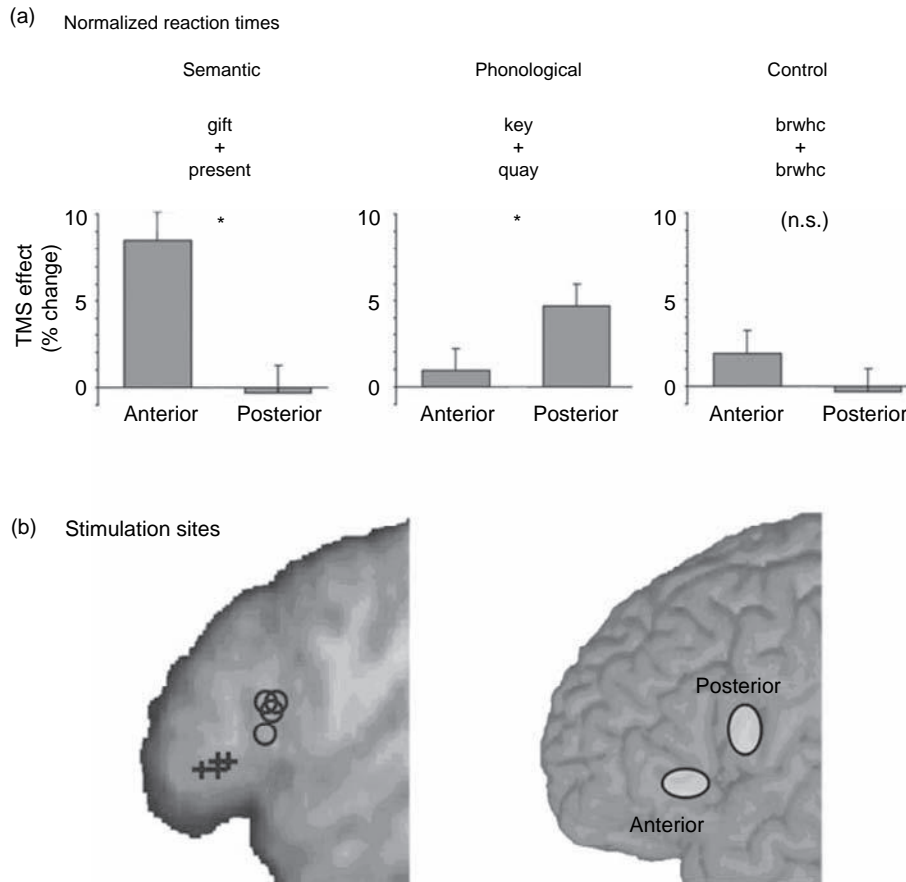 (a) Normalized reaction times
Semantic
Phonological
Control
gift
+
present
key
+
quay
brwhc
+
brwhc
TMS effect
(% change)
10
5
0
*
Anterior
Posterior
10
5
0
*
Anterior
Posterior
10
5
0
(n.s.)
Anterior
Posterior
(b) Stimulation sites
Posterior
Anterior